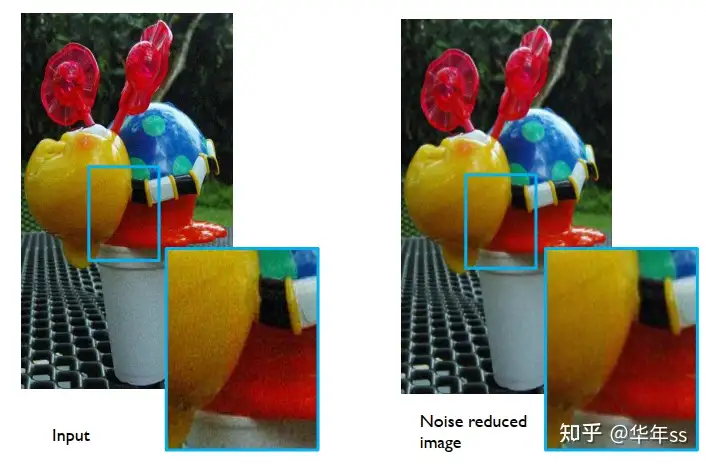 Input
Noise reduced
image
知乎 @华年ss